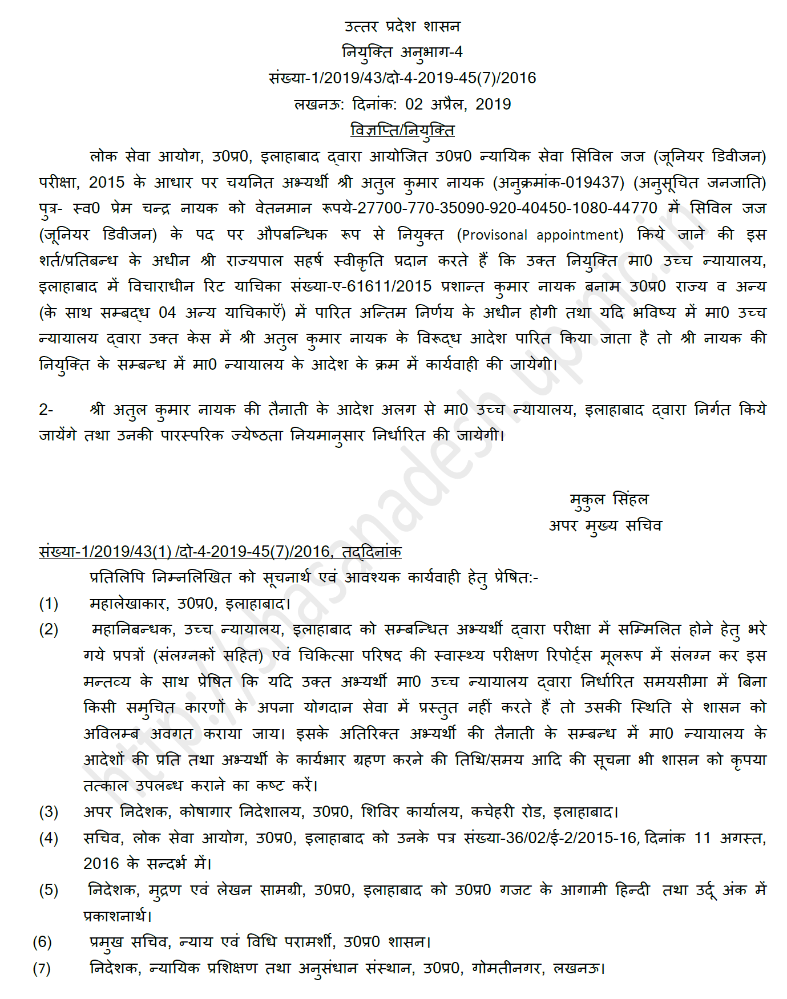 उत्तर प्रदेश शासन
नियुक्ति अनुभाग-4
संख्या-1/2019/43/दो-4-2019-45(7)/2016
लखनऊ: दिनांक: 02 अप्रैल, 2019
विज्ञप्ति/नियुक्ति
लोक सेवा आयोग, उ0प्र0, इलाहाबाद द्वारा आयोजित उ0प्र0 न्यायिक सेवा सिविल जज (जूनियर डिवीजन)
परीक्षा, 2015 के आधार पर चयनित अभ्यर्थी श्री अतुल कुमार नायक (अनुक्रमांक-019437) (अनुसूचित जनजाति)
पुत्र- स्व0 प्रेम चन्द्र नायक को वेतनमान रूपये-27700-770-35090-920-40450-1080-44770 में सिविल जज
(जूनियर डिवीजन) के पद पर औपबन्धिक रूप से नियुक्त (Provisonal appointment) किये जाने की इस
शर्त/प्रतिबन्ध के अधीन श्री राज्यपाल सहर्ष स्वीकृति प्रदान करते हैं कि उक्त नियुक्ति मा0 उच्च न्यायालय,
इलाहाबाद में विचाराधीन रिट याचिका संख्या-ए-61611/2015 प्रशान्त कुमार नायक बनाम उ0प्र0 राज्य व अन्य
(के साथ सम्बद्ध 04 अन्य याचिकाएॅं) में पारित अन्तिम निर्णय के अधीन होगी तथा यदि भविष्य में मा0 उच्च
न्यायालय द्वारा उक्त केस में श्री अतुल कुमार नायक के विरूद्ध आदेश पारित किया जाता है तो श्री नायक की
नियुक्ति के सम्बन्ध में मा0 न्यायालय के आदेश के क्रम में कार्यवाही की जायेगी।
2- श्री अतुल कुमार नायक की तैनाती के आदेश अलग से मा0 उच्च न्यायालय, इलाहाबाद द्वारा निर्गत किये
जायेंगे तथा उनकी पारस्परिक ज्येष्ठता नियमानुसार निर्धारित की जायेगी।
मुकुल सिंहल
अपर मुख्य सचिव
संख्या-1/2019/43(1) /दो-4-2019-45(7)/2016, तद्दिनांक
प्रतिलिपि निम्नलिखित को सूचनार्थ एवं आवश्यक कार्यवाही हेतु प्रेषित:-
(1) महालेखाकार, उ0प्र0, इलाहाबाद।
(2) महानिबन्धक, उच्च न्यायालय, इलाहाबाद को सम्बन्धित अभ्यर्थी द्वारा परीक्षा में सम्मिलित होने हेतु भरे
गये प्रपत्रों (संलग्नकों सहित) एवं चिकित्सा परिषद की स्वास्थ्य परीक्षण रिपोर्ट्स मूलरूप में संलग्न कर इस
मन्तव्य के साथ प्रेषित कि यदि उक्त अभ्यर्थी मा0 उच्च न्यायालय द्वारा निर्धारित समयसीमा में बिना
किसी समुचित कारणों के अपना योगदान सेवा में प्रस्तुत नहीं करते हैं तो उसकी स्थिति से शासन को
अविलम्ब अवगत कराया जाय। इसके अतिरिक्त अभ्यर्थी की तैनाती के सम्बन्ध में मा0 न्यायालय के
आदेशों की प्रति तथा अभ्यर्थी के कार्यभार ग्रहण करने की तिथि/समय आदि की सूचना भी शासन को कृपया
तत्काल उपलब्ध कराने का कष्ट करें।
(3) अपर निदेशक, कोषागार निदेशालय, उ0प्र0, शिविर कार्यालय, कचेहरी रोड, इलाहाबाद।
(4) सचिव, लोक सेवा आयोग, उ0प्र0, इलाहाबाद को उनके पत्र संख्या-36/02/ई-2/2015-16, दिनांक 11 अगस्त,
2016 के सन्दर्भ में।
(5) निदेशक, मुद्रण एवं लेखन सामग्री, उ0प्र0, इलाहाबाद को उ0प्र0 गजट के आगामी हिन्दी तथा उर्दू अंक में
प्रकाशनार्थ।
(6) प्रमुख सचिव, न्याय एवं विधि परामर्शी, उ0प्र0 शासन।
(7) निदेशक, न्यायिक प्रशिक्षण तथा अनुसंधान संस्थान, उ0प्र0, गोमतीनगर, लखनऊ।
http://shasanadesh.up.nic.in